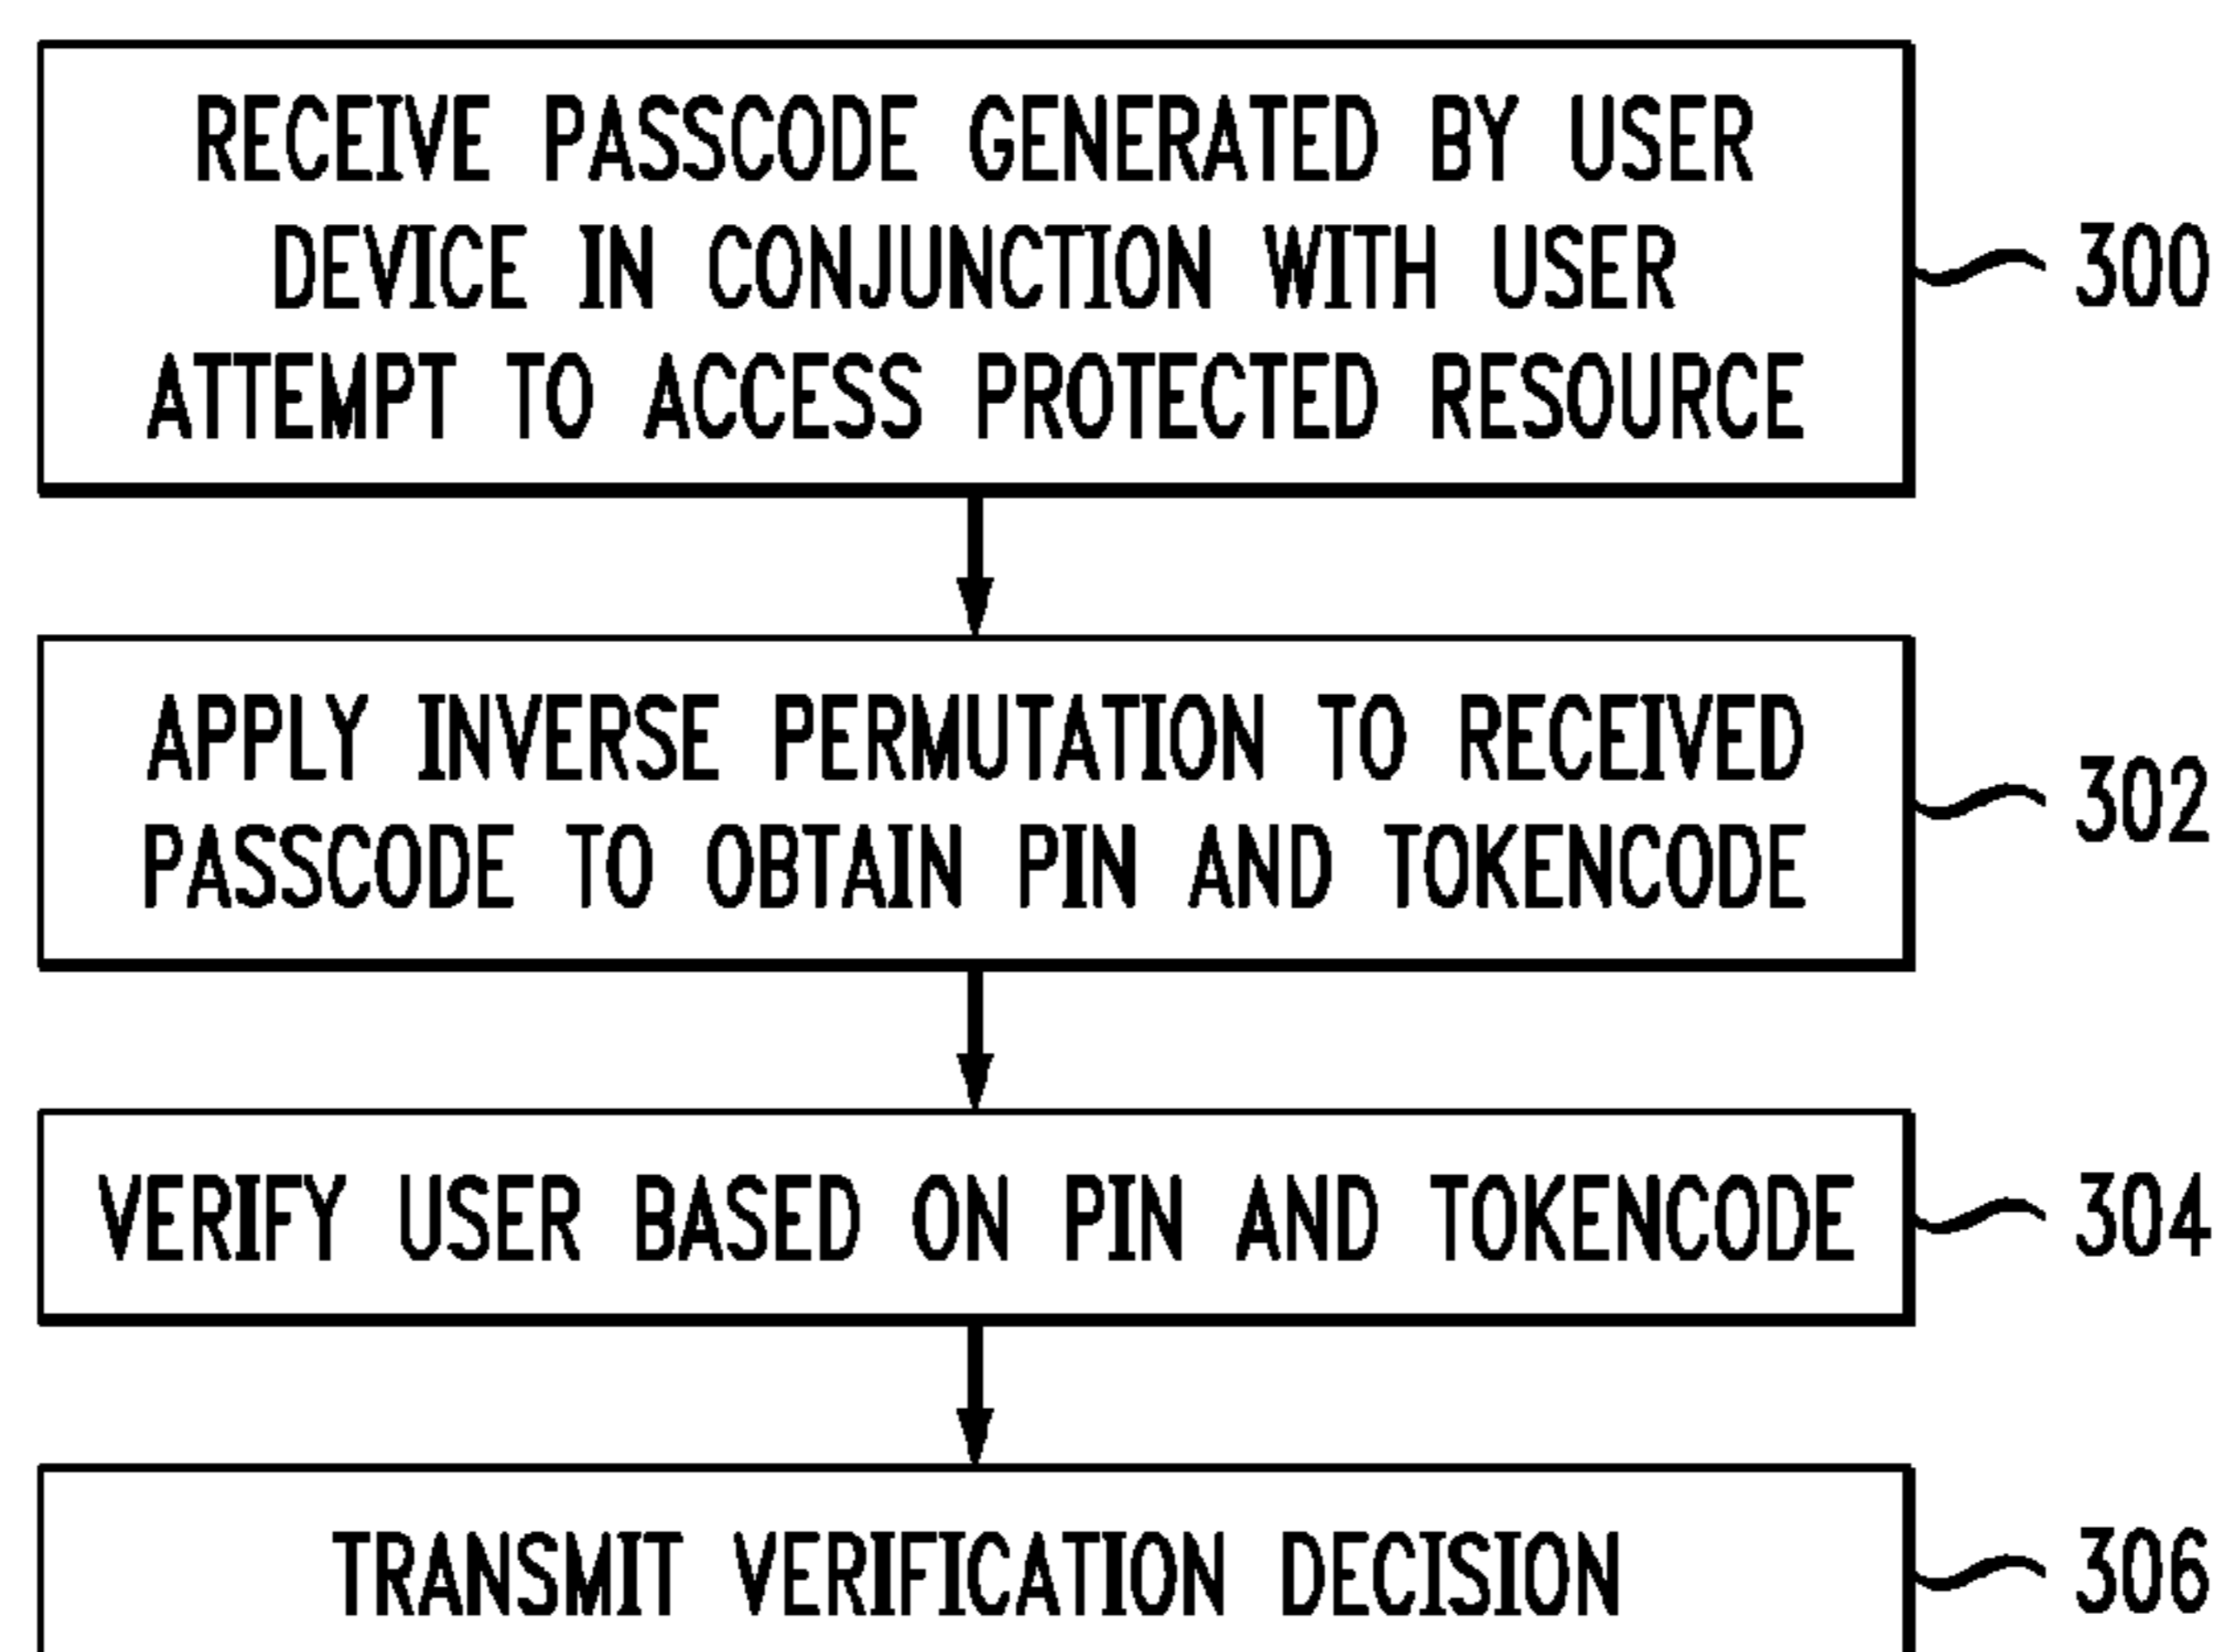 RECEIVE PASSCODE GENERATED BY USER
DEVICE IN CONJUNCTION WITH USER
ATTEMPT TO ACCESS PROTECTED RESOURCE
300
APPLY INVERSE PERMUTATION TO RECEIVED
PASSCODE TO OBTAIN PIN AND TOKENCODE
302
VERIFY USER BASED ON PIN AND TOKENCODE
304
TRANSMIT VERIFICATION DECISION
306